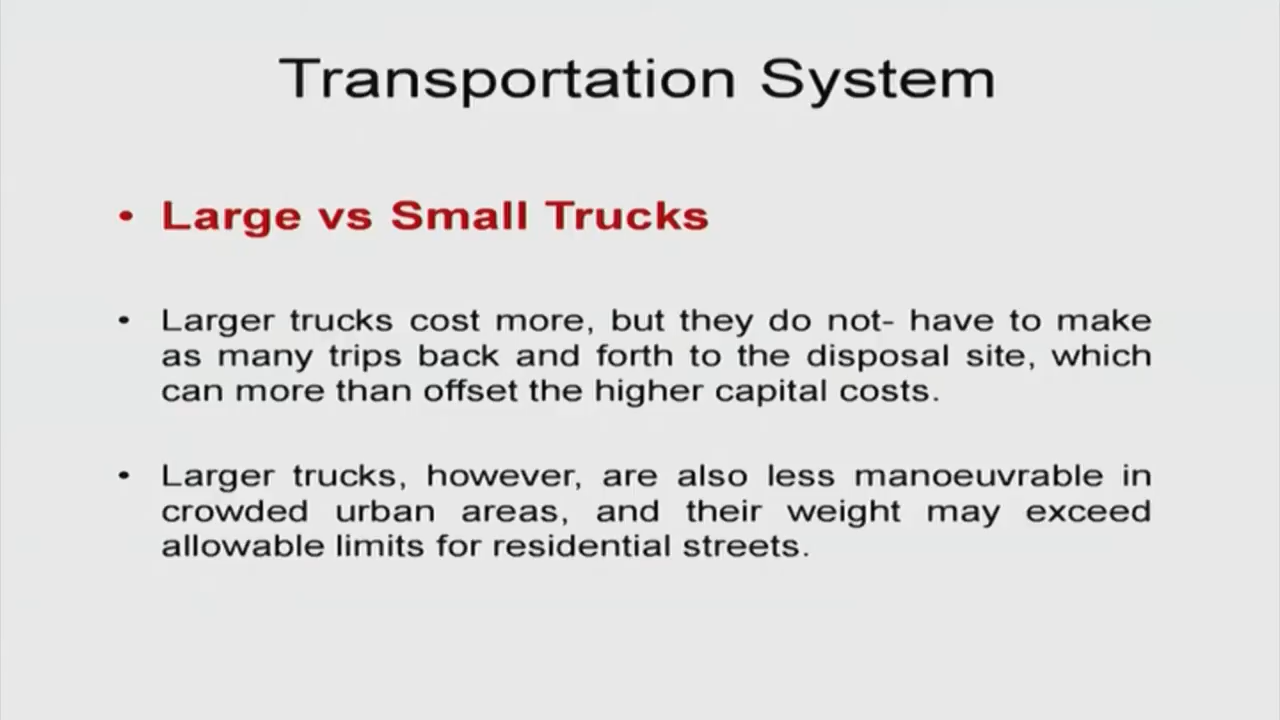 Transportation System
• Large vs Small Trucks
• Larger trucks cost more, but they do not- have to make
as many trips back and forth to the disposal site, which
can more than offset the higher capital costs.
• Larger trucks, however, are also less manoeuvrable in
crowded urban areas, and their weight may exceed
allowable limits for residential streets.